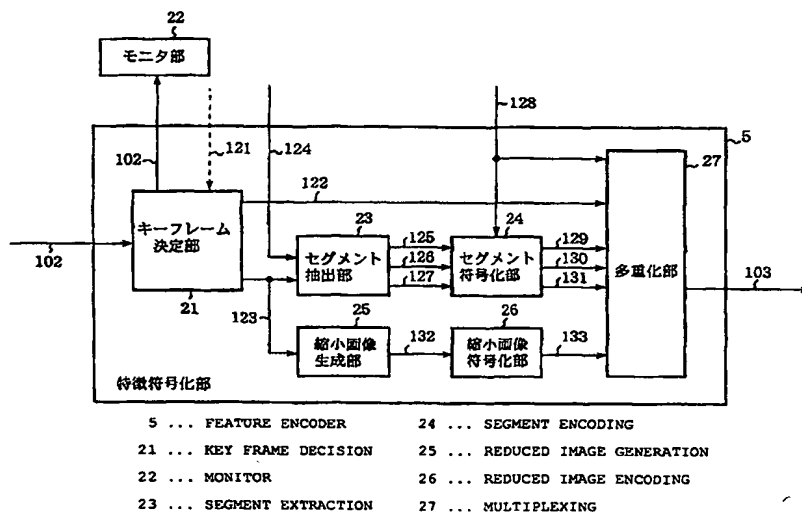 22
モニタ部
128
5
102
121
124
27
122
キーフレーム
決定部
23
24
125
126
127
セグメント
抽出部
セグメント
符号化部
129
130
131
多重化部
102
103
21
123
25
26
縮小画像
生成部
132
縮小画像
符号化部
133
特徴符号化部
5 ... FEATURE ENCODER
21 ... KEY FRAME DECISION
22 ... MONITOR
23 ... SEGMENT EXTRACTION
24 ... SEGMENT ENCODING
25 ... REDUCED IMAGE GENERATION
26 ... REDUCED IMAGE ENCODING
27 ... MULTIPLEXING